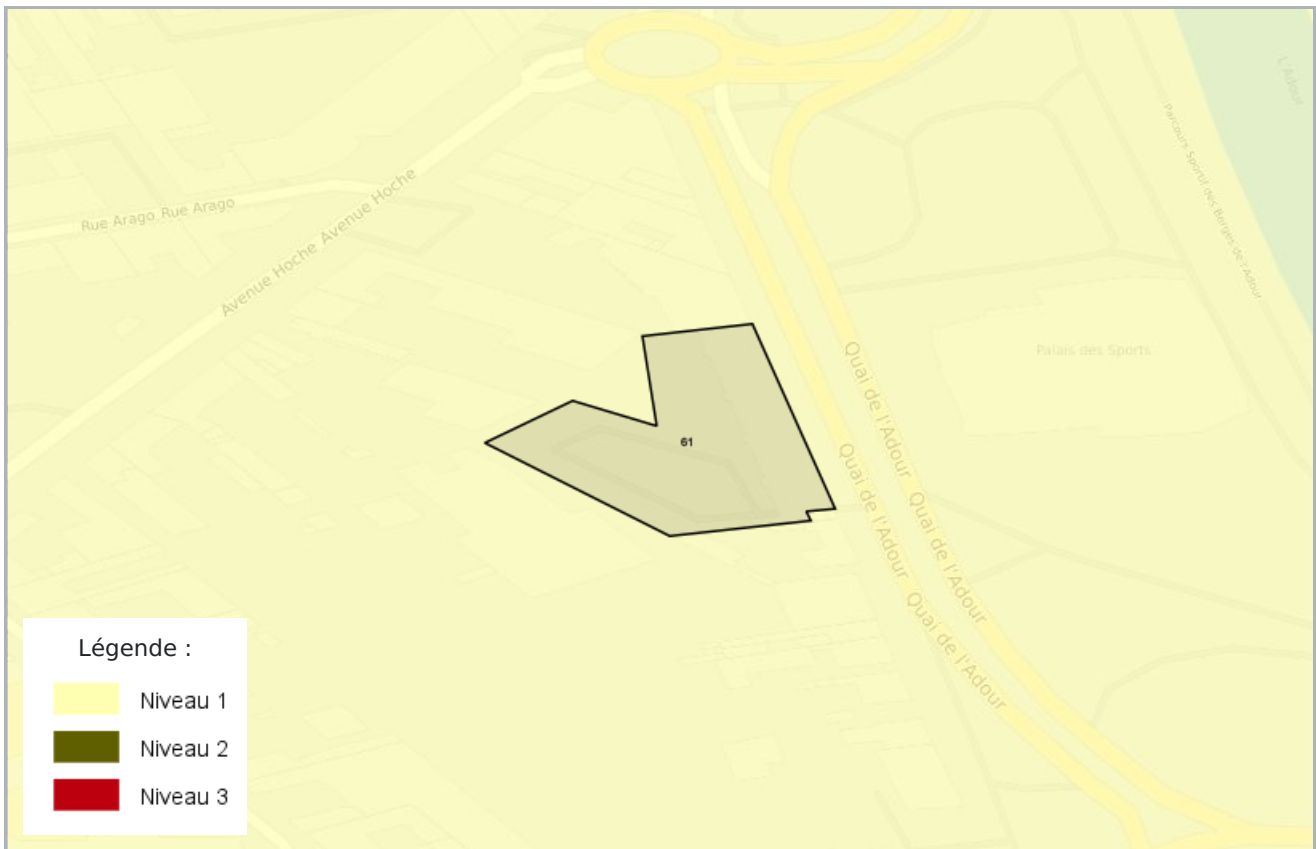 L'Adour
Parcours Sportif des Berges de l'Adour
Rue Arago Rue Arago
Avenue Hoche Avenue Hoche
Palais des Sports
Quai de l'Adour Quai de l'Adour
Quai de l'Adour Quai de l'Adour
61
Légende :
Niveau 1
Niveau 2
Niveau 3